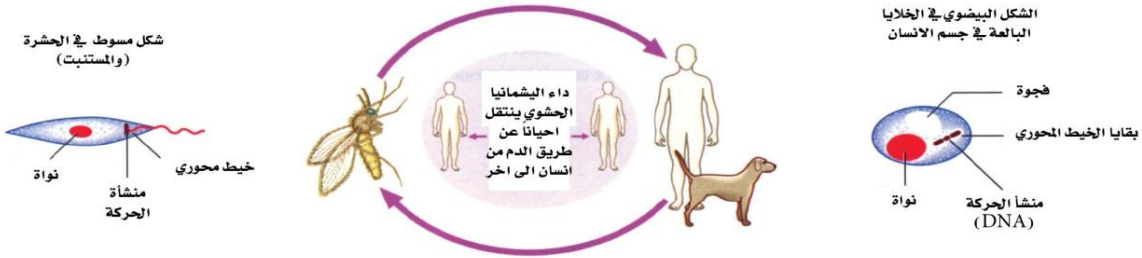 الشكل البيضوي في الخلايا
البالعة في جسم الانسان
فجوة
بقايا الخيط المحوري
منشأ الحركة
(DNA)
نواة
داء اليشمانيا
الحشوي ينتقل
احياناً عن
طريق الدم من
انسان الى اخر
شكل مسوط في الحشرة
(والمستنبت)
خيط محوري
منشأة
الحركة
نواة